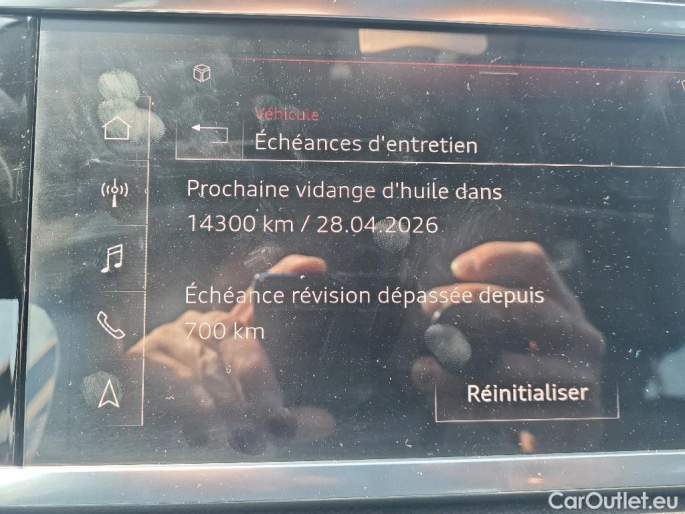 Véhicule
Échéances d'entretien
Prochaine vidange d'huile dans
14300 km / 28.04.2026
Échéance révision dépassée depuis
700 km
Réinitialiser
CarOutlet.eu